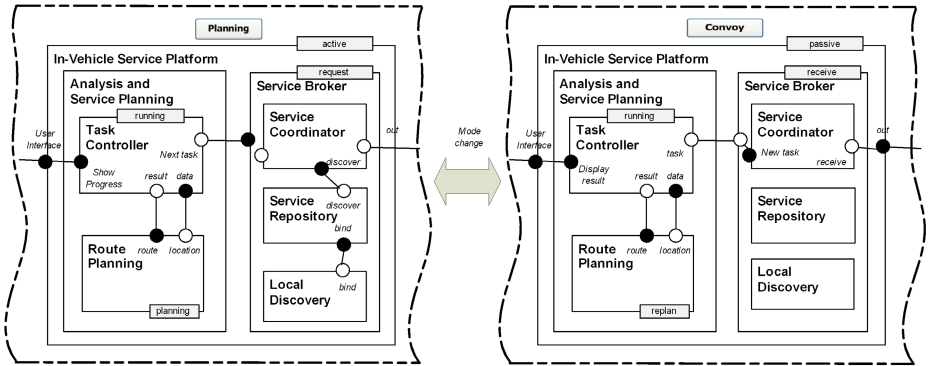 Planning
active
In-Vehicle Service Platform
request
Analysis and
Service Planning
Service Broker
running
Service
Coordinator
User
Interface
Task
Controller
out
Next task
discover
Show
Progress
result
data
discover
Service
Repository
bind
route
location
Route
Planning
Local
Discovery
bind
planning
Mode
change
Convoy
passive
In-Vehicle Service Platform
receive
Analysis and
Service Planning
Service Broker
running
Service
Coordinator
User
Interface
Task
Controller
out
task
New task
receive
Display
result
result
data
Service
Repository
route
location
Route
Planning
Local
Discovery
replan